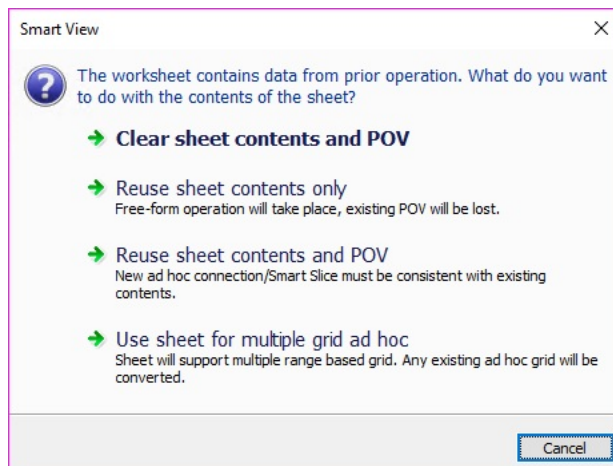 Smart View
The worksheet contains data from prior operation. What do you want
to do with the contents of the sheet?
Clear sheet contents and POV
Reuse sheet contents only
Free-form operation will take place, existing POV will be lost.
Reuse sheet contents and POV
New ad hoc connection/Smart Slice must be consistent with existing
contents.
Use sheet for multiple grid ad hoc
Sheet will support multiple range based grid. Any existing ad hoc grid will be
converted.
Cancel